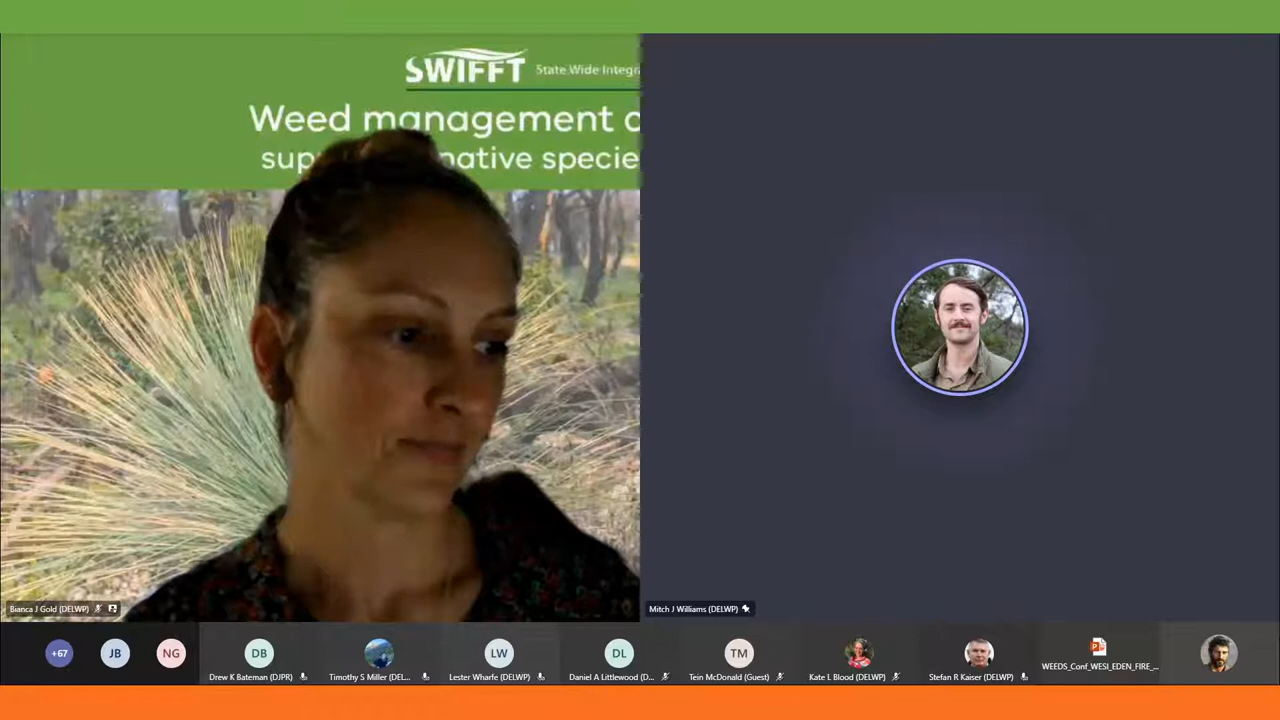 SWIFFT State Wide Integra
Weed management a
sup native specie
Bianca J Gold (DELWP)
Mitch J Williams (DELWP)
+67
JB
NG
DB
LW
DL
TM
Drew K Bateman (DJPR)
Timothy S Miller (DEL...
Lester Wharfe (DELWP)
Daniel A Littlewood (D...
Tein McDonald (Guest)
Kate L Blood (DELWP)
Stefan R Kaiser (DELWP)
WEEDS_Conf_WESI_EDEN_FIRE_...